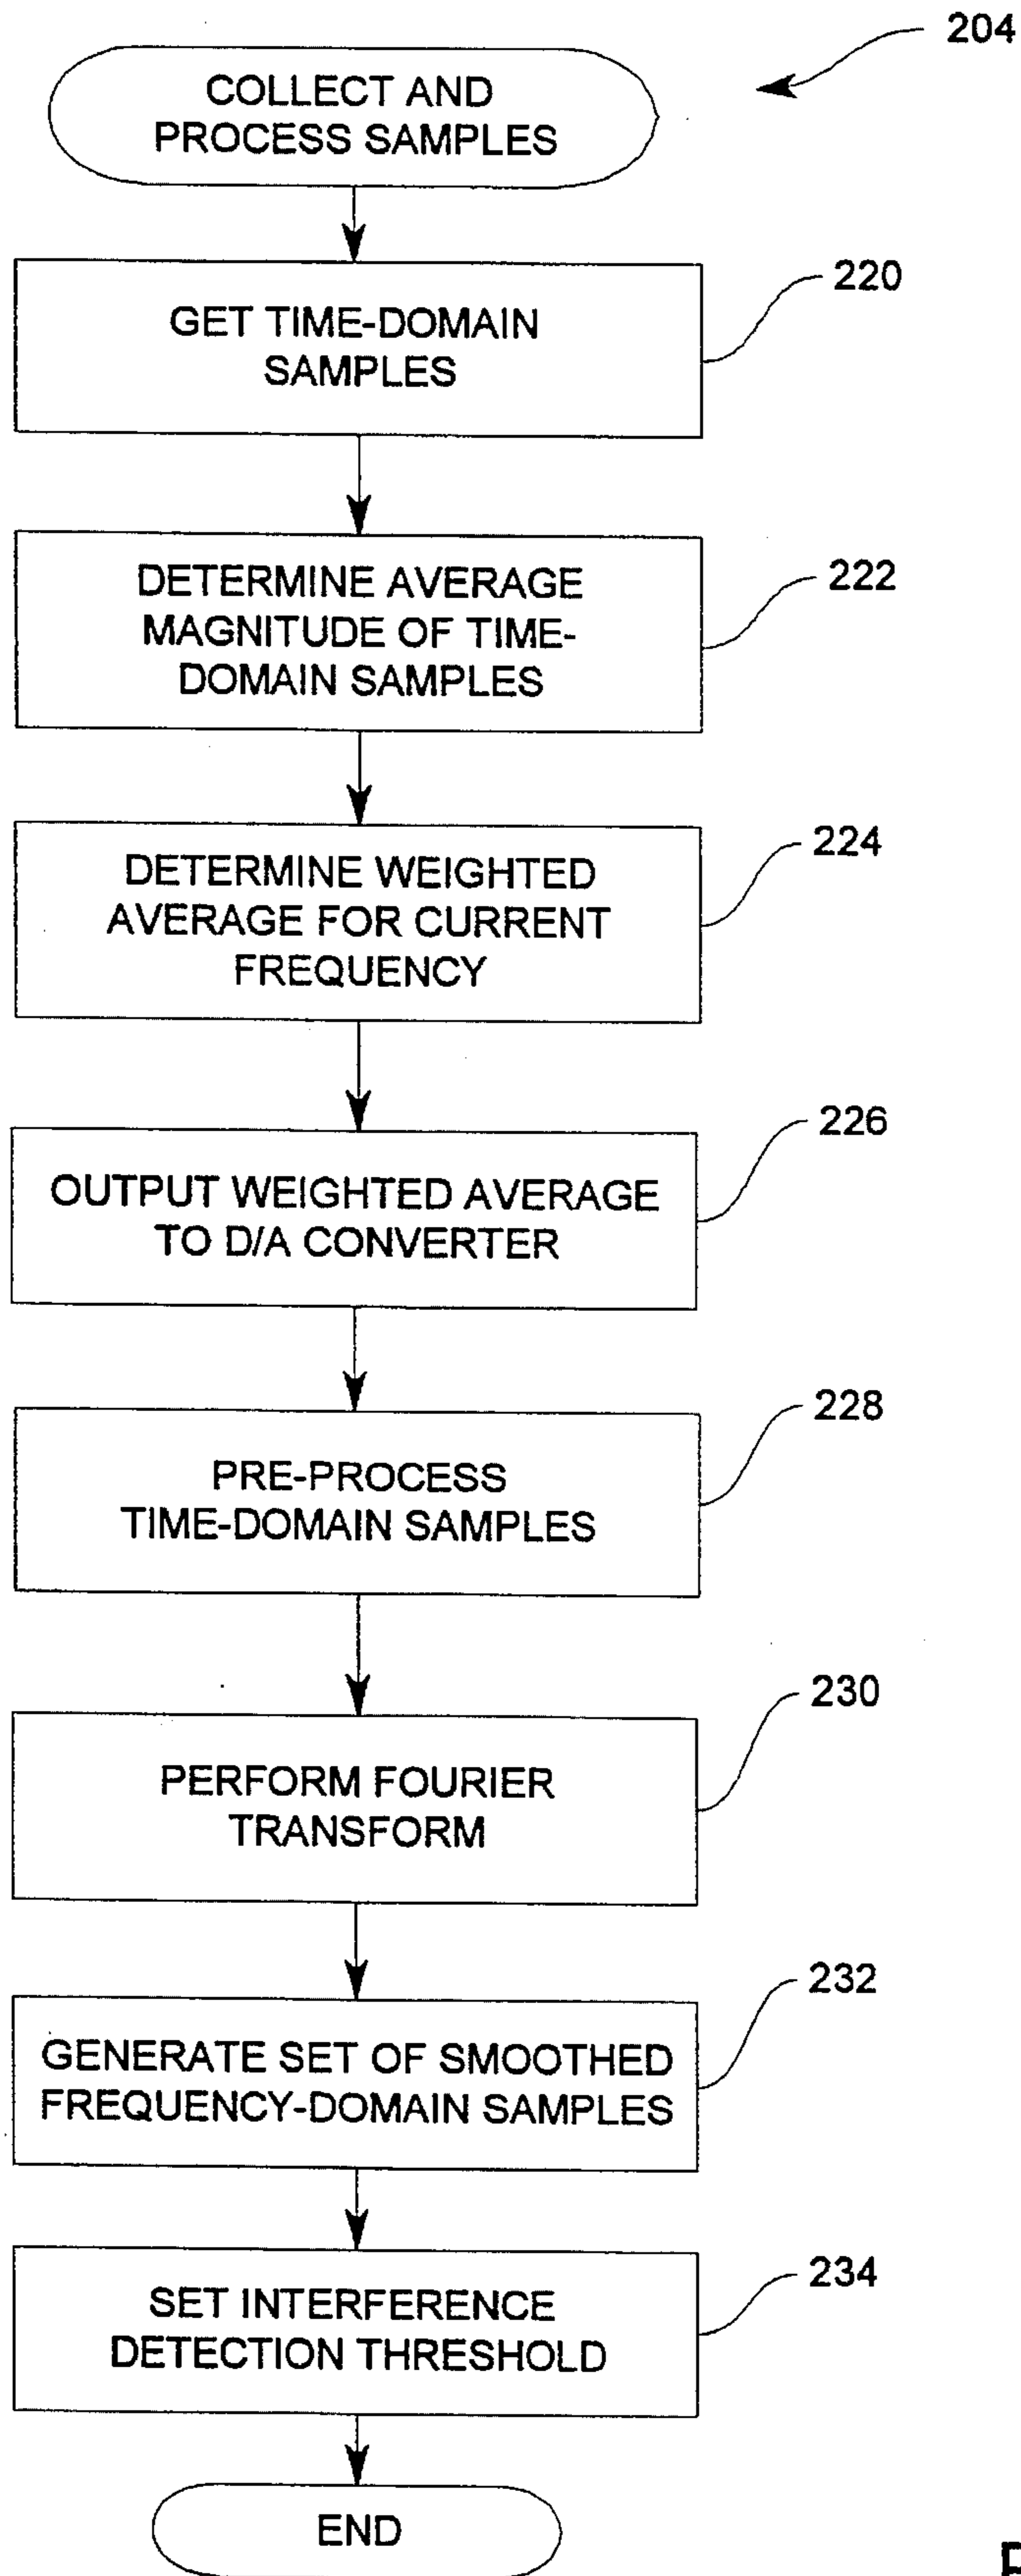 204
COLLECT AND
PROCESS SAMPLES
220
GET TIME-DOMAIN
SAMPLES
222
DETERMINE AVERAGE
MAGNITUDE OF TIME-
DOMAIN SAMPLES
224
DETERMINE WEIGHTED
AVERAGE FOR CURRENT
FREQUENCY
226
OUTPUT WEIGHTED AVERAGE
TO D/A CONVERTER
228
PRE-PROCESS
TIME-DOMAIN SAMPLES
230
PERFORM FOURIER
TRANSFORM
232
GENERATE SET OF SMOOTHED
FREQUENCY-DOMAIN SAMPLES
234
SET INTERFERENCE
DETECTION THRESHOLD
END